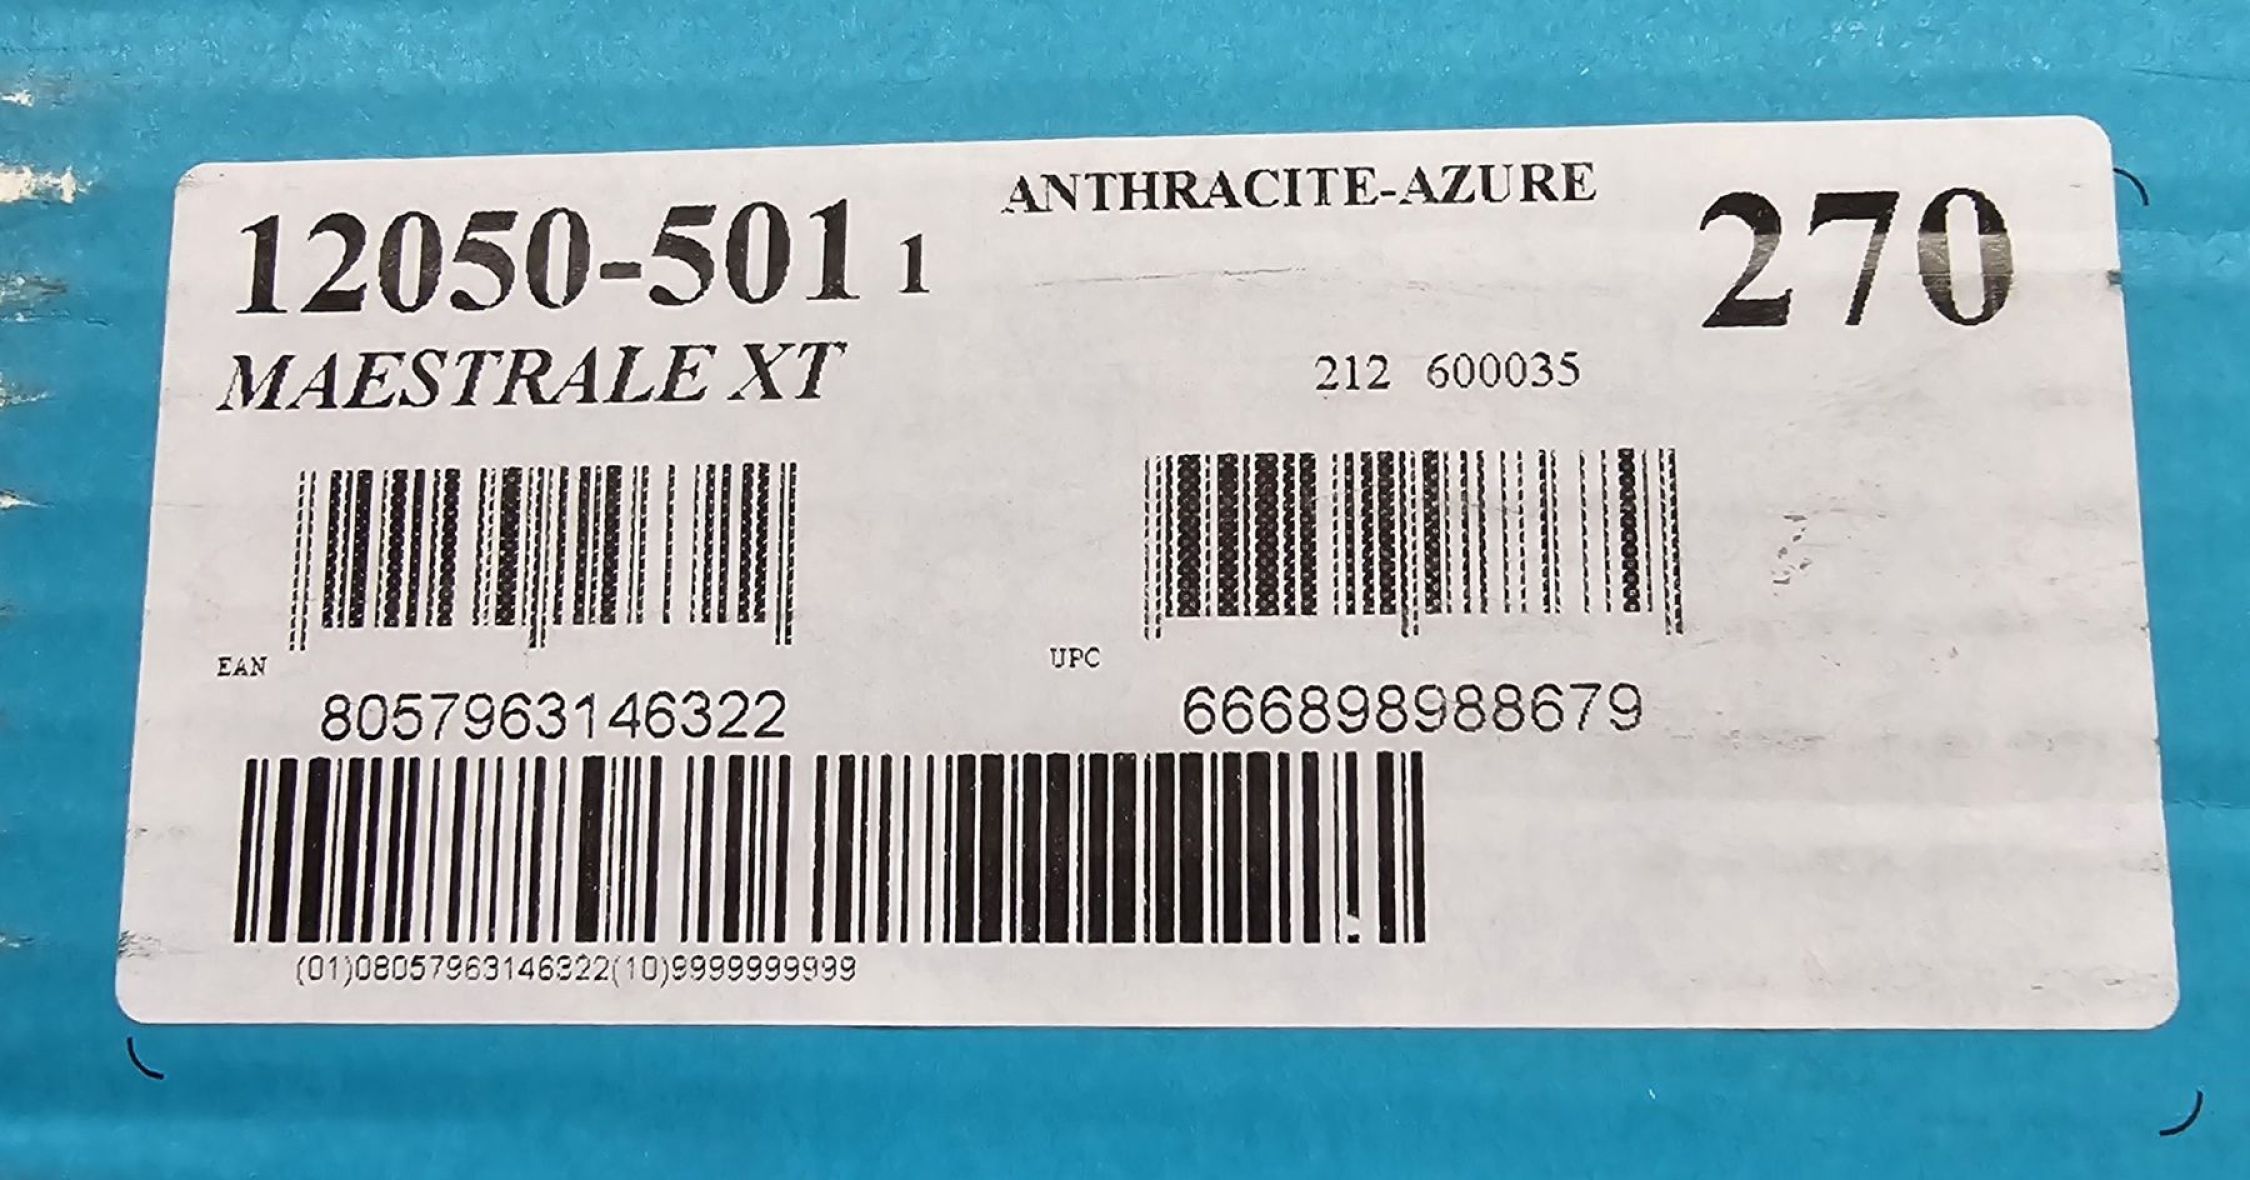 12050-501 1 ANTHRACITE-AZURE 270
MAESTRALE XT 212 600035
EAN UPC
8057963146322 666898988679
(01)08057963146322(10)9999999999